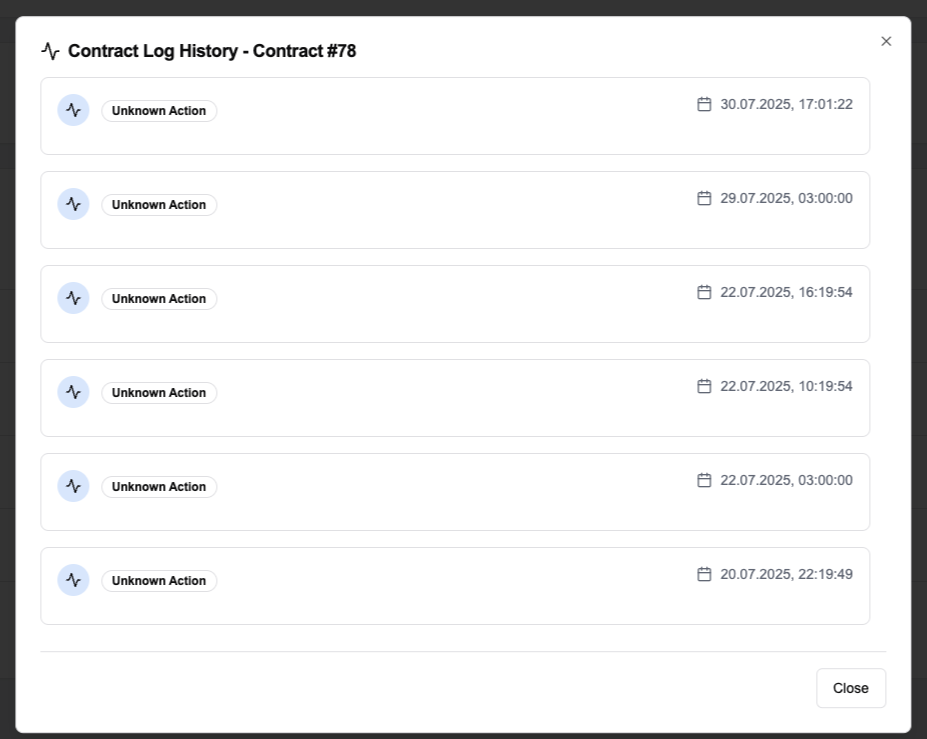 Contract Log History - Contract #78
Unknown Action
30.07.2025, 17:01:22
Unknown Action
29.07.2025, 03:00:00
Unknown Action
22.07.2025, 16:19:54
Unknown Action
22.07.2025, 10:19:54
Unknown Action
22.07.2025, 03:00:00
Unknown Action
20.07.2025, 22:19:49
Close